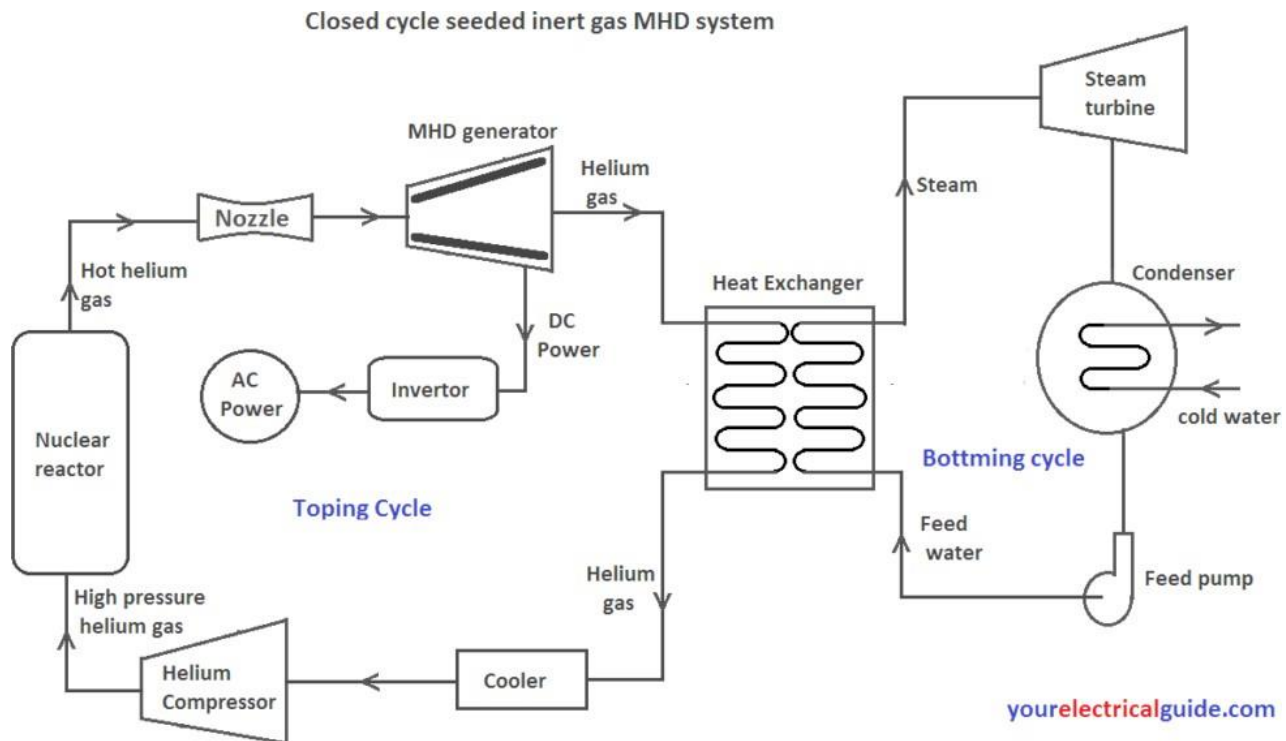 Closed cycle seeded inert gas MHD system
Steam
turbine
MHD generator
Helium
gas
Steam
Nozzle
Hot helium
gas
Heat Exchanger
Condenser
DC
Power
AC
Power
Invertor
cold water
Nuclear
reactor
Bottming cycle
Toping Cycle
Feed
water
Helium
gas
Feed pump
High pressure
helium gas
Helium
Compressor
Cooler
yourelectricalguide.com